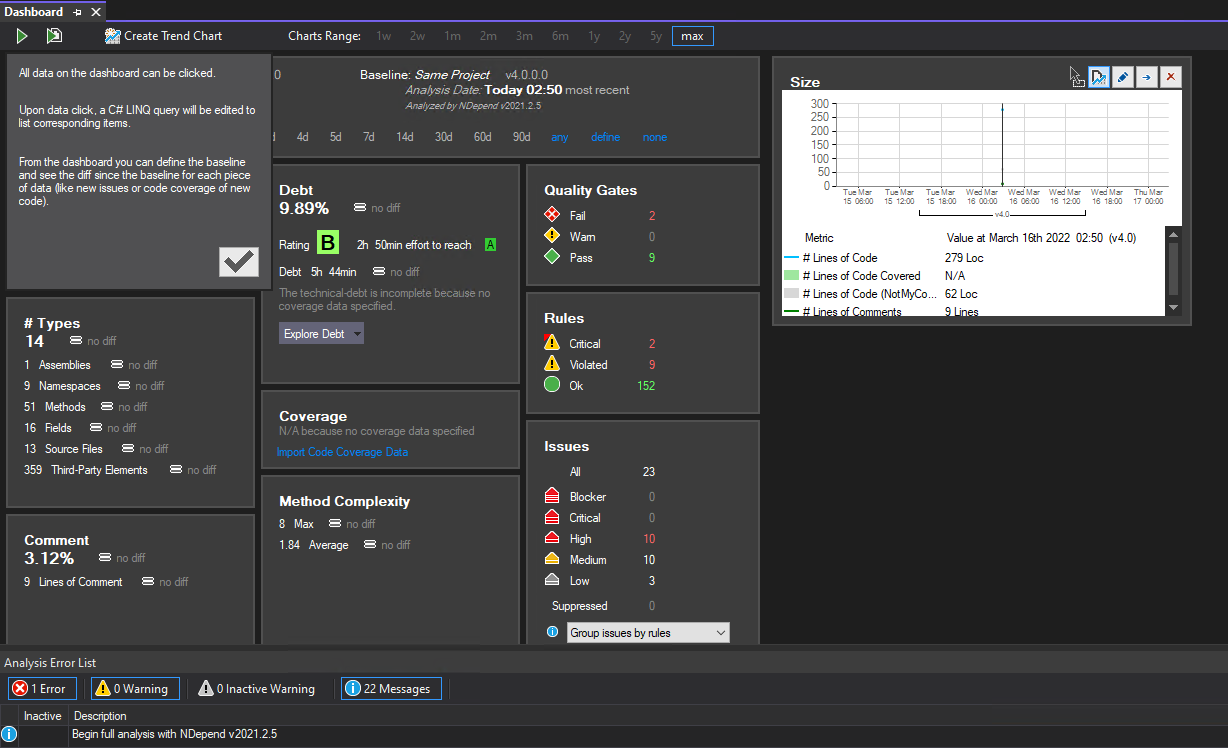 Dashboard
Create Trend Chart Charts Range: 1w 2w 1m 2m 3m 6m 1y 2y 5y max
All data on the dashboard can be clicked.
Upon data click, a C# LINQ query will be edited to
list corresponding items.
From the dashboard you can define the baseline
and see the diff since the baseline for each piece
of data (like new issues or code coverage of new
code).
0 Baseline: Same Project v4.0.0.0
Analysis Date: Today 02:50 most recent
Analyzed by NDepend v2021.2.5
4d 5d 7d 14d 30d 60d 90d any define none
# Types
14 no diff
1 Assemblies no diff
9 Namespaces no diff
51 Methods no diff
16 Fields no diff
13 Source Files no diff
359 Third-Party Elements no diff
Comment
3.12% no diff
9 Lines of Comment no diff
Debt
9.89% no diff
Rating B 2h 50min effort to reach A
Debt 5h 44min no diff
The technical-debt is incomplete because no
coverage data specified.
Explore Debt
Coverage
N/A because no coverage data specified
Import Code Coverage Data
Method Complexity
8 Max no diff
1.84 Average no diff
Quality Gates
Fail 2
Warn 0
Pass 9
Rules
Critical 2
Violated 9
Ok 152
Issues
All 23
Blocker 0
Critical 0
High 10
Medium 10
Low 3
Suppressed 0
Group issues by rules
Size
300
250
200
150
100
50
0
Tue Mar Tue Mar Tue Mar Wed Mar Wed Mar Wed Mar Wed Mar Thu Mar
15 06:00 15 12:00 15 18:00 16 00:00 16 06:00 16 12:00 16 18:00 17 00:00
v4.0
Metric Value at March 16th 2022 02:50 (v4.0)
# Lines of Code 279 Loc
# Lines of Code Covered N/A
# Lines of Code (NotMyCo... 62 Loc
# Lines of Comments 9 Lines
Analysis Error List
1 Error 0 Warning 0 Inactive Warning 22 Messages
Inactive Description
Begin full analysis with NDepend v2021.2.5